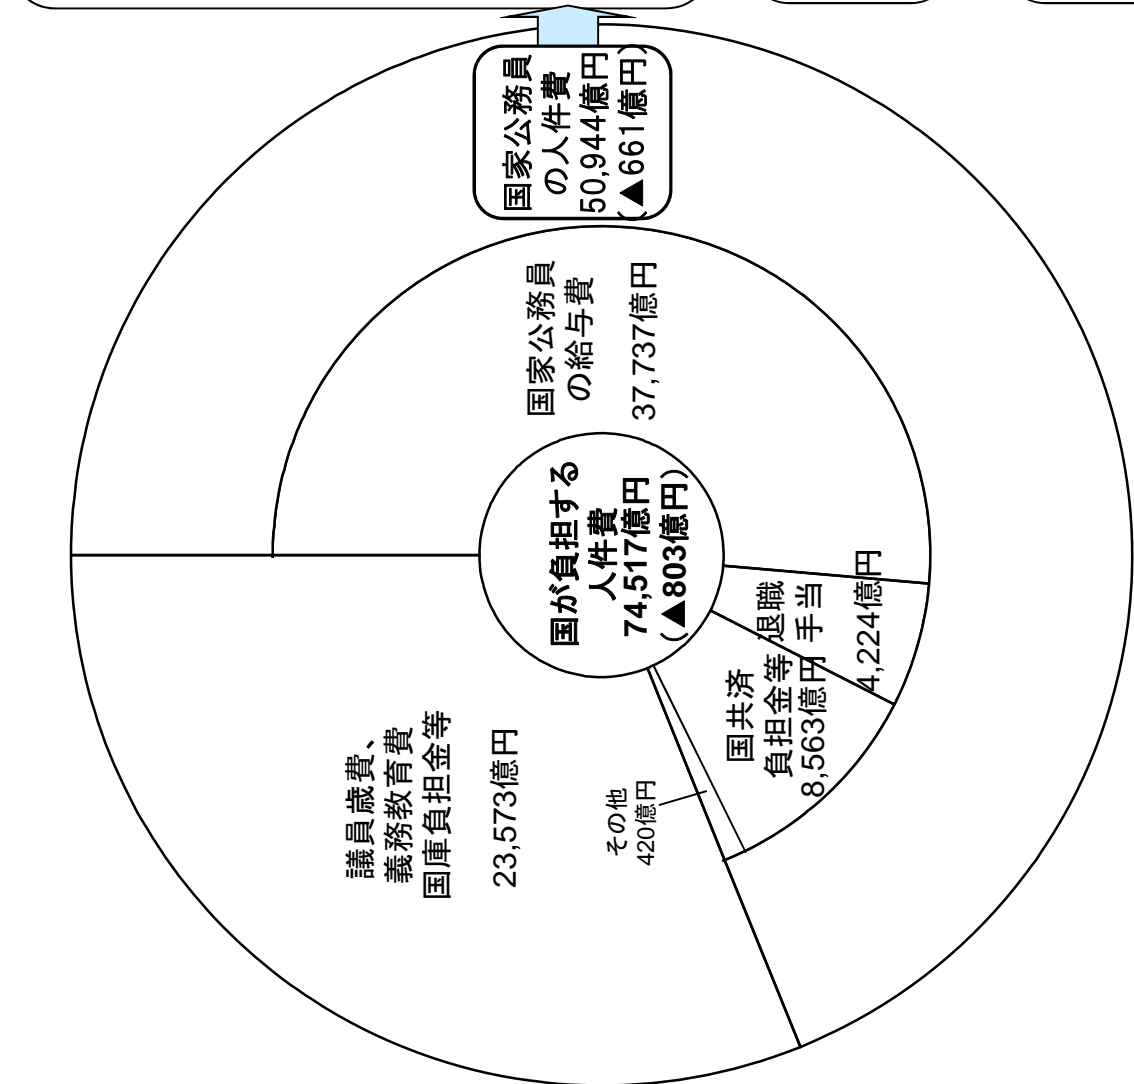 国家公務員
の人件費
50,944億円
(▲661億円)
国家公務員
の給与費
37,737億円
国が負担する
人件費
74,517億円
(▲803億円)
退職
手当
4,224億円
国共済
負担金等
8,563億円
その他
420億円
議員歳費、
義務教育費
国庫負担金等
23,573億円